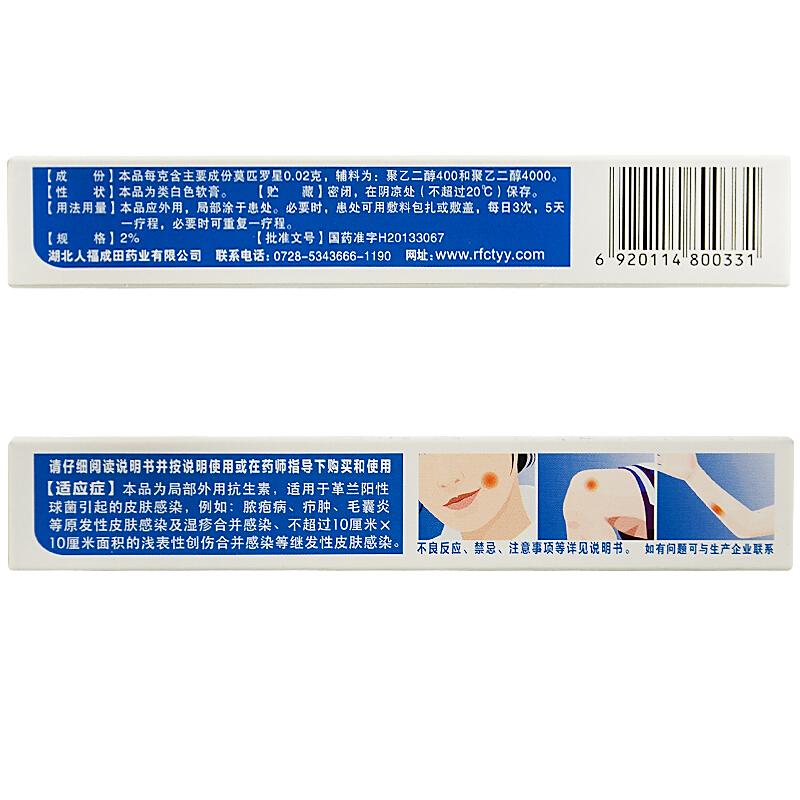 【成 份】本品每克含主要成份莫匹罗星0.02克，辅料为：聚乙二醇400和聚乙二醇4000。
【性 状】本品为类白色软膏。 【贮 藏】密闭，在阴凉处（不超过20℃）保存。
【用法用量】本品应外用，局部涂于患处。必要时，患处可用敷料包扎或敷盖，每日3次，5天
一疗程，必要时可重复一疗程。
【规 格】2% 【批准文号】国药准字H20133067
湖北人福成田药业有限公司 联系电话：0728-5343666-1190 网址：www.rfctyy.com
6 920114 800331
请仔细阅读说明书并按说明使用或在药师指导下购买和使用
【适应症】本品为局部外用抗生素，适用于革兰阳性
球菌引起的皮肤感染，例如：脓疱病、疖肿、毛囊炎
等原发性皮肤感染及湿疹合并感染、不超过10厘米×
10厘米面积的浅表性创伤合并感染等继发性皮肤感染。
不良反应、禁忌、注意事项等详见说明书。 如有问题可与生产企业联系